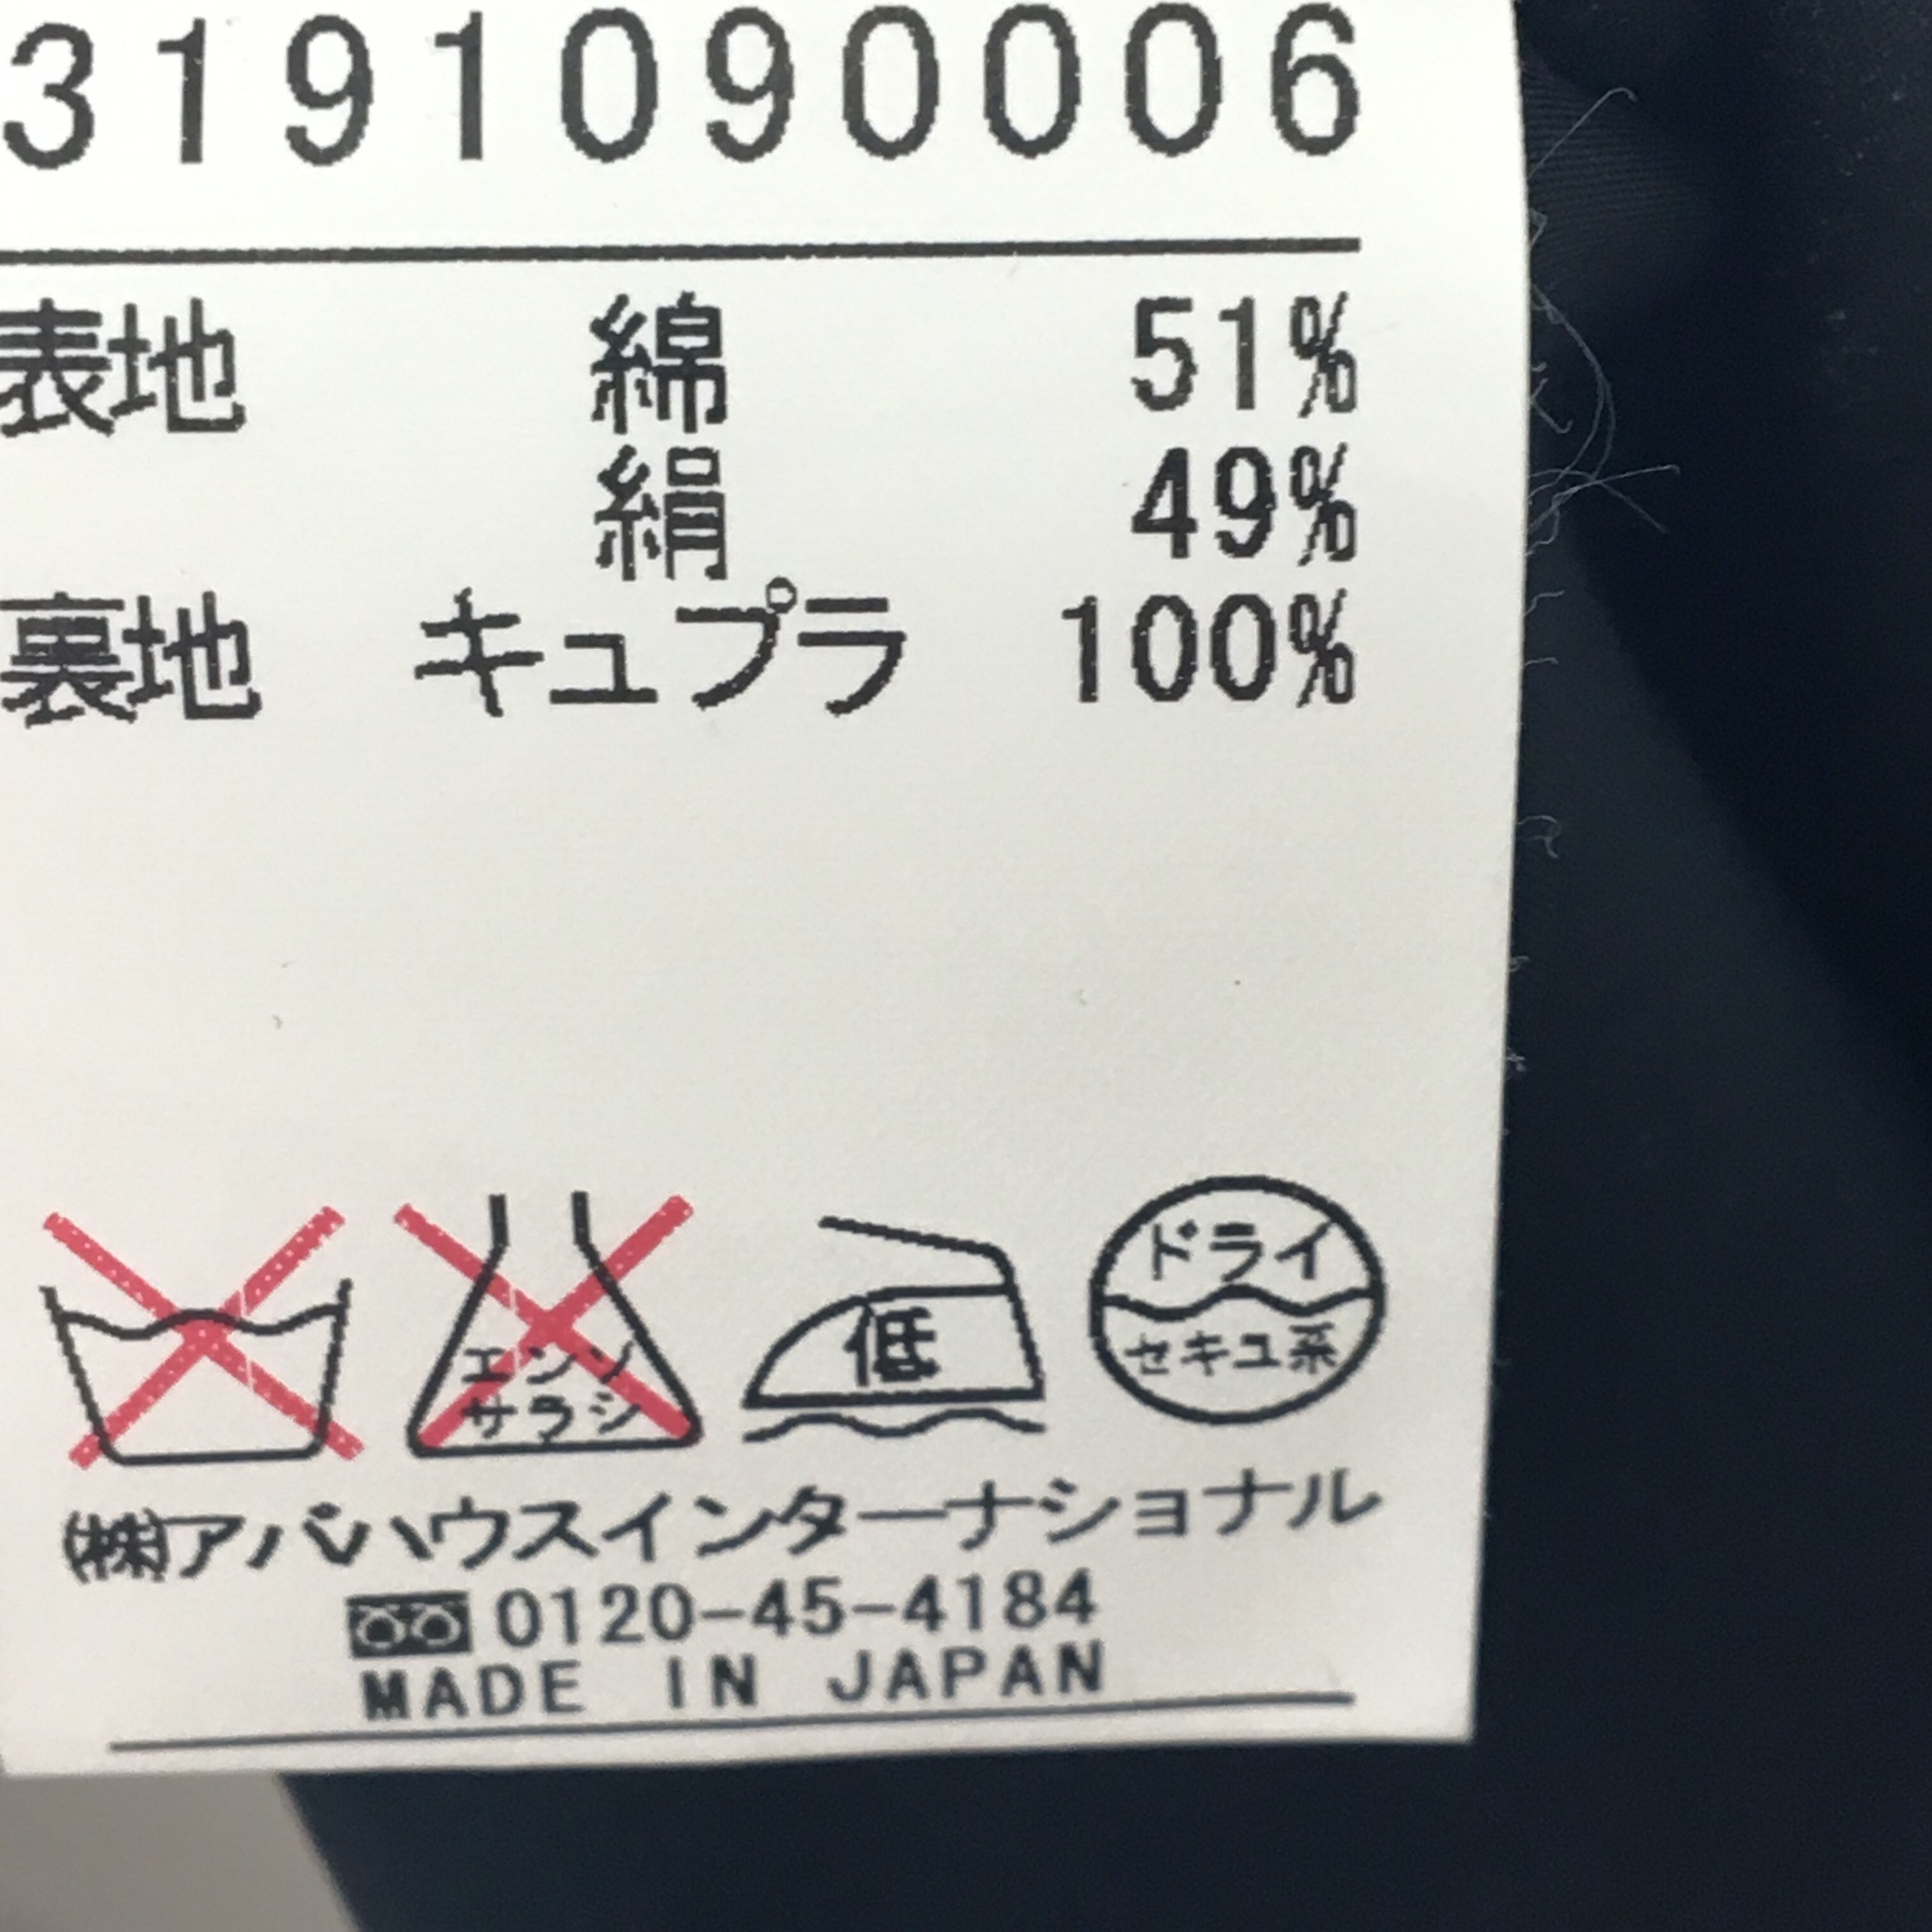 3191090006
表地 綿 51%
絹 49%
裏地 キュプラ 100%
エンソ
サラシ
低
ドライ
セキユ系
㈱アバハウスインターナショナル
0120-45-4184
MADE IN JAPAN